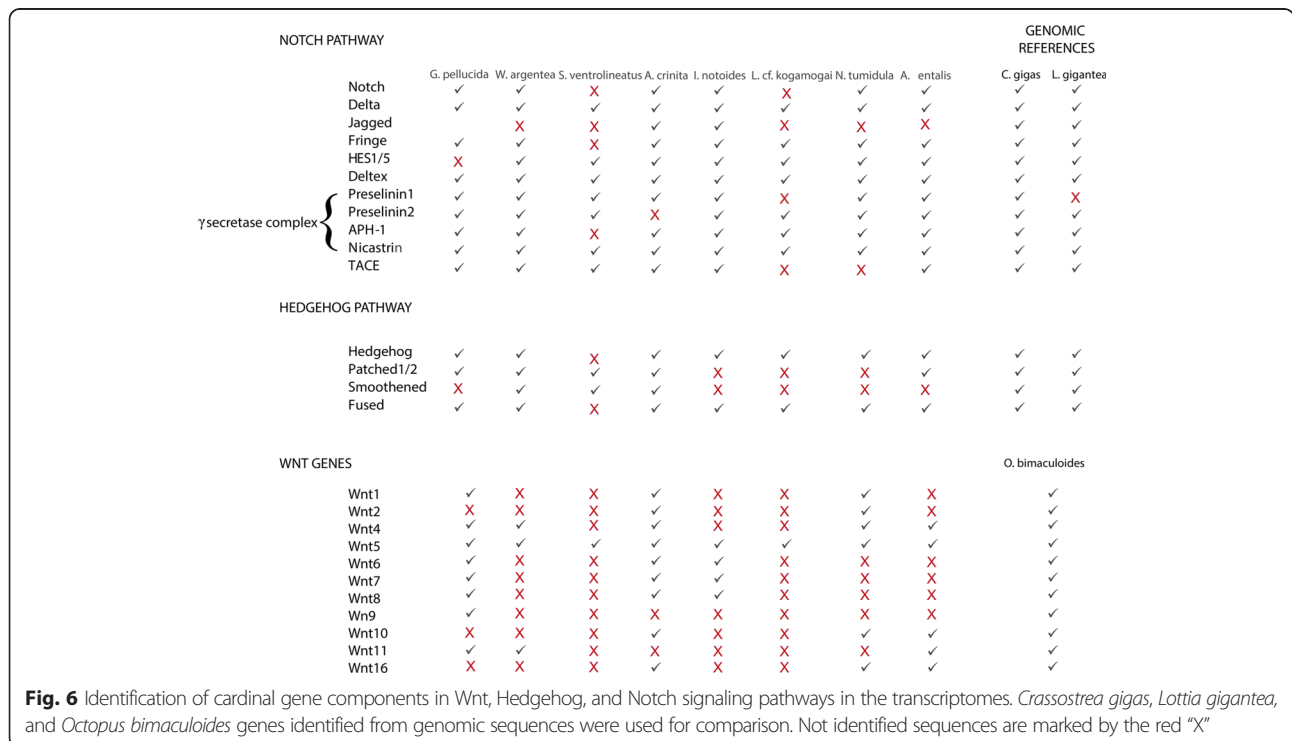 NOTCH PATHWAY
GENOMIC
REFERENCES
G. pellucida W. argentea S. ventrolineatus A. crinita I. notoides L. cf. kogamogai N. tumidula A. entalis C. gigas L. gigantea
Notch ✓ ✓ X ✓ ✓ X ✓ ✓ ✓ ✓
Delta ✓ ✓ ✓ ✓ ✓ ✓ ✓ ✓ ✓ ✓
Jagged X X ✓ ✓ X X X ✓ ✓
Fringe ✓ ✓ X ✓ ✓ ✓ ✓ ✓ ✓ ✓
HES1/5 X ✓ ✓ ✓ ✓ ✓ ✓ ✓ ✓ ✓
Deltex ✓ ✓ ✓ ✓ ✓ ✓ ✓ ✓ ✓ ✓
γ secretase complex {
Preselinin1 ✓ ✓ ✓ ✓ ✓ X ✓ ✓ ✓ X
Preselinin2 ✓ ✓ ✓ X ✓ ✓ ✓ ✓ ✓ ✓
APH-1 ✓ ✓ X ✓ ✓ ✓ ✓ ✓ ✓ ✓
Nicastrin ✓ ✓ ✓ ✓ ✓ ✓ ✓ ✓ ✓ ✓
TACE ✓ ✓ ✓ ✓ ✓ X X ✓ ✓ ✓
HEDGEHOG PATHWAY
Hedgehog ✓ ✓ X ✓ ✓ ✓ ✓ ✓ ✓ ✓
Patched1/2 ✓ ✓ ✓ ✓ X X X ✓ ✓ ✓
Smoothened X ✓ ✓ ✓ X X X X ✓ ✓
Fused ✓ ✓ X ✓ ✓ ✓ ✓ ✓ ✓ ✓
WNT GENES O. bimaculoides
Wnt1 ✓ X X ✓ X X ✓ X ✓
Wnt2 X X X ✓ X X ✓ X ✓
Wnt4 ✓ ✓ X ✓ X X ✓ ✓ ✓
Wnt5 ✓ ✓ ✓ ✓ ✓ ✓ ✓ ✓ ✓
Wnt6 ✓ X X ✓ ✓ X X X ✓
Wnt7 ✓ X X ✓ ✓ X X X ✓
Wnt8 ✓ X X ✓ ✓ X X X ✓
Wn9 ✓ X X X X X X X ✓
Wnt10 X X X ✓ X X ✓ ✓ ✓
Wnt11 ✓ ✓ X X X X X ✓ ✓
Wnt16 X X X ✓ X X ✓ ✓ ✓
Fig. 6 Identification of cardinal gene components in Wnt, Hedgehog, and Notch signaling pathways in the transcriptomes. Crassostrea gigas, Lottia gigantea,
and Octopus bimaculoides genes identified from genomic sequences were used for comparison. Not identified sequences are marked by the red “X”